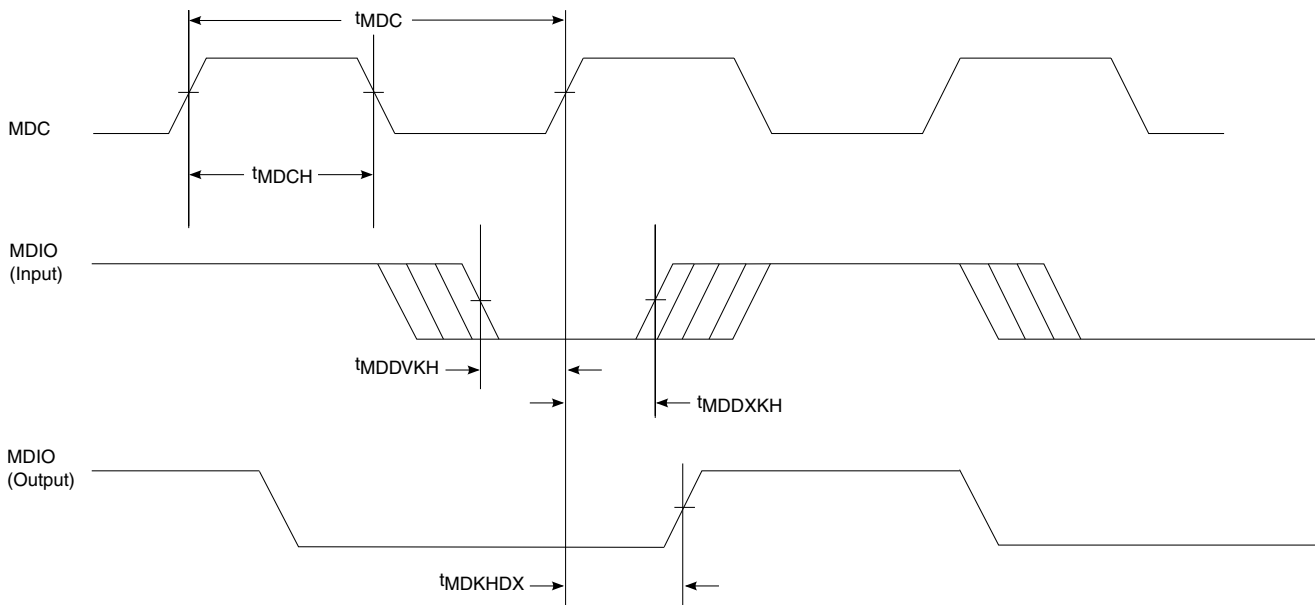 tMDC
MDC
tMDCH
MDIO
(Input)
tMDDVKH
tMDDXKH
MDIO
(Output)
tMDKHDX